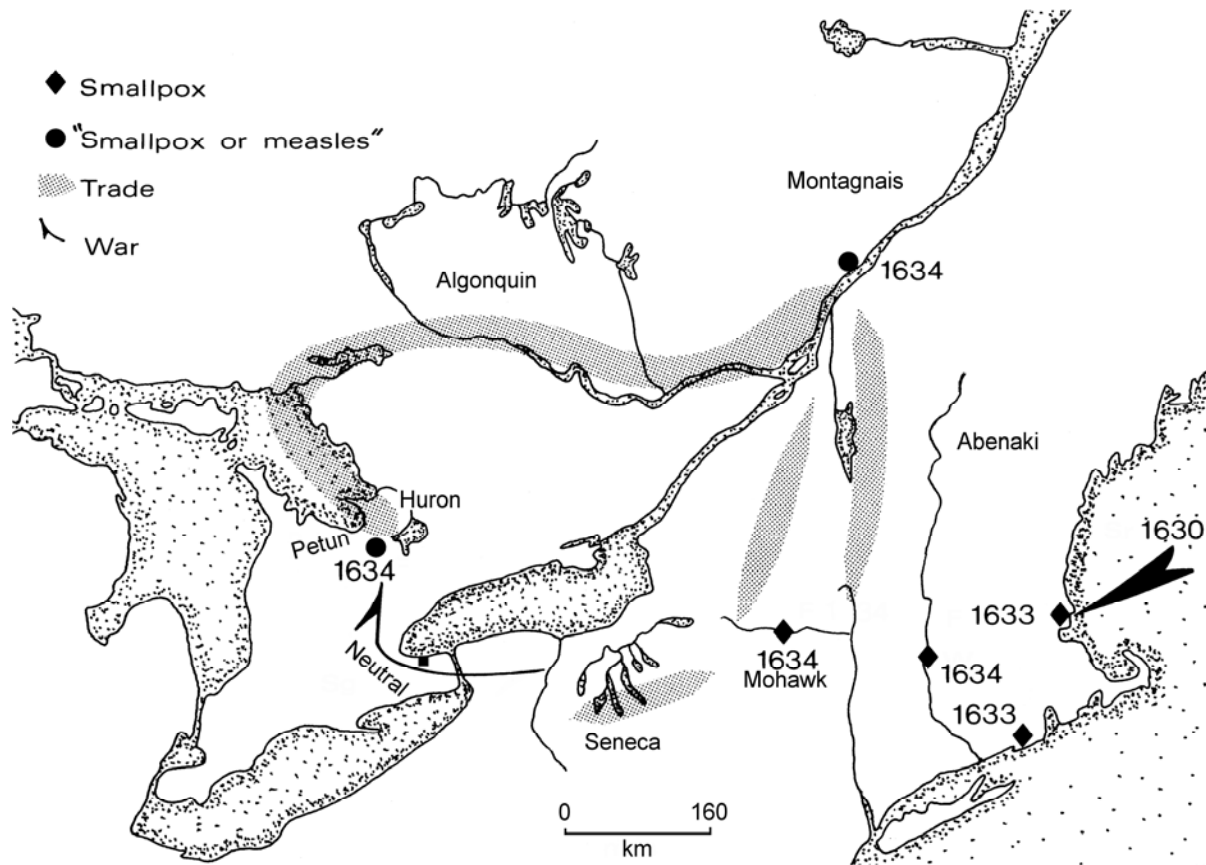 Smallpox
"Smallpox or measles"
Trade
War
Montagnais
1634
Algonquin
Abenaki
Huron
Petun
1634
1630
1633
Neutral
1634
Mohawk
1634
1633
Seneca
0 160
km